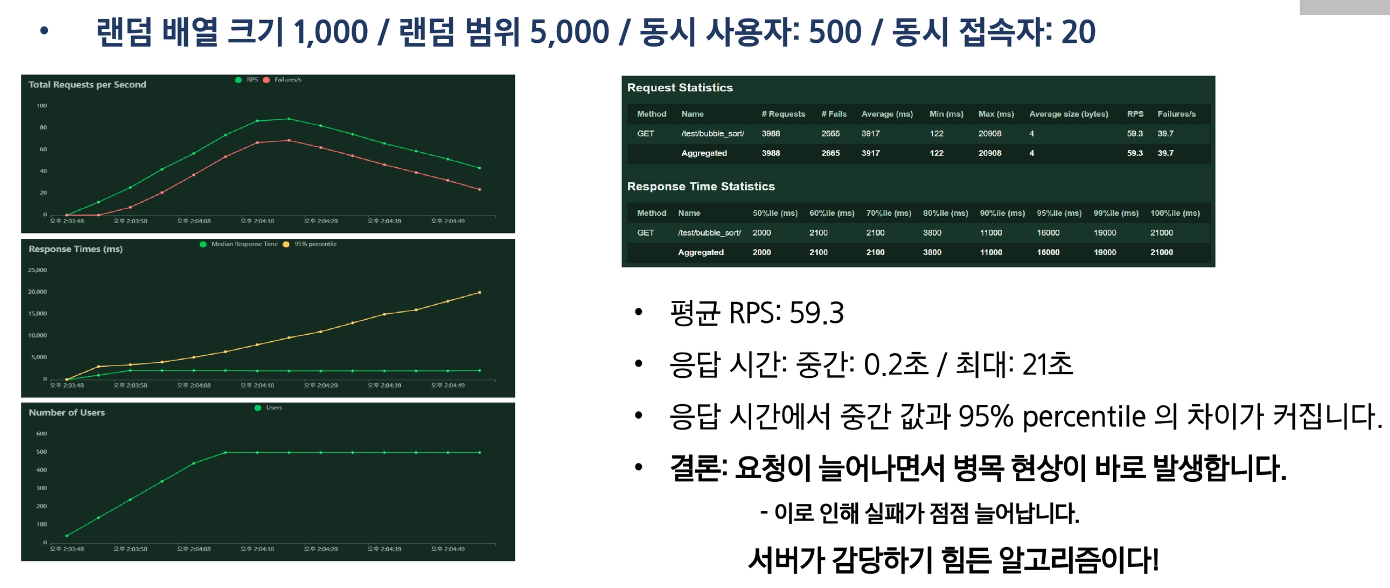 • 랜덤 배열 크기 1,000 / 랜덤 범위 5,000 / 동시 사용자: 500 / 동시 접속자: 20
Total Requests per Second
RPS Failures/s
100
80
60
40
20
0
오후 2:03:48 오후 2:03:58 오후 2:04:08 오후 2:04:18 오후 2:04:29 오후 2:04:39 오후 2:04:49
Response Times (ms)
Median Response Time 95% percentile
25,000
20,000
15,000
10,000
5,000
0
오후 2:03:48 오후 2:03:58 오후 2:04:08 오후 2:04:18 오후 2:04:29 오후 2:04:39 오후 2:04:49
Number of Users
Users
600
500
400
300
200
100
0
오후 2:03:48 오후 2:03:58 오후 2:04:08 오후 2:04:18 오후 2:04:29 오후 2:04:39 오후 2:04:49
Request Statistics
Method Name # Requests # Fails Average (ms) Min (ms) Max (ms) Average size (bytes) RPS Failures/s
GET /test/bubble_sort/ 3988 2665 3917 122 20908 4 59.3 39.7
Aggregated 3988 2665 3917 122 20908 4 59.3 39.7
Response Time Statistics
Method Name 50%ile (ms) 60%ile (ms) 70%ile (ms) 80%ile (ms) 90%ile (ms) 95%ile (ms) 99%ile (ms) 100%ile (ms)
GET /test/bubble_sort/ 2000 2100 2100 3800 11000 16000 19000 21000
Aggregated 2000 2100 2100 3800 11000 16000 19000 21000
• 평균 RPS: 59.3
• 응답 시간: 중간: 0.2초 / 최대: 21초
• 응답 시간에서 중간 값과 95% percentile 의 차이가 커집니다.
• 결론: 요청이 늘어나면서 병목 현상이 바로 발생합니다.
- 이로 인해 실패가 점점 늘어납니다.
서버가 감당하기 힘든 알고리즘이다!